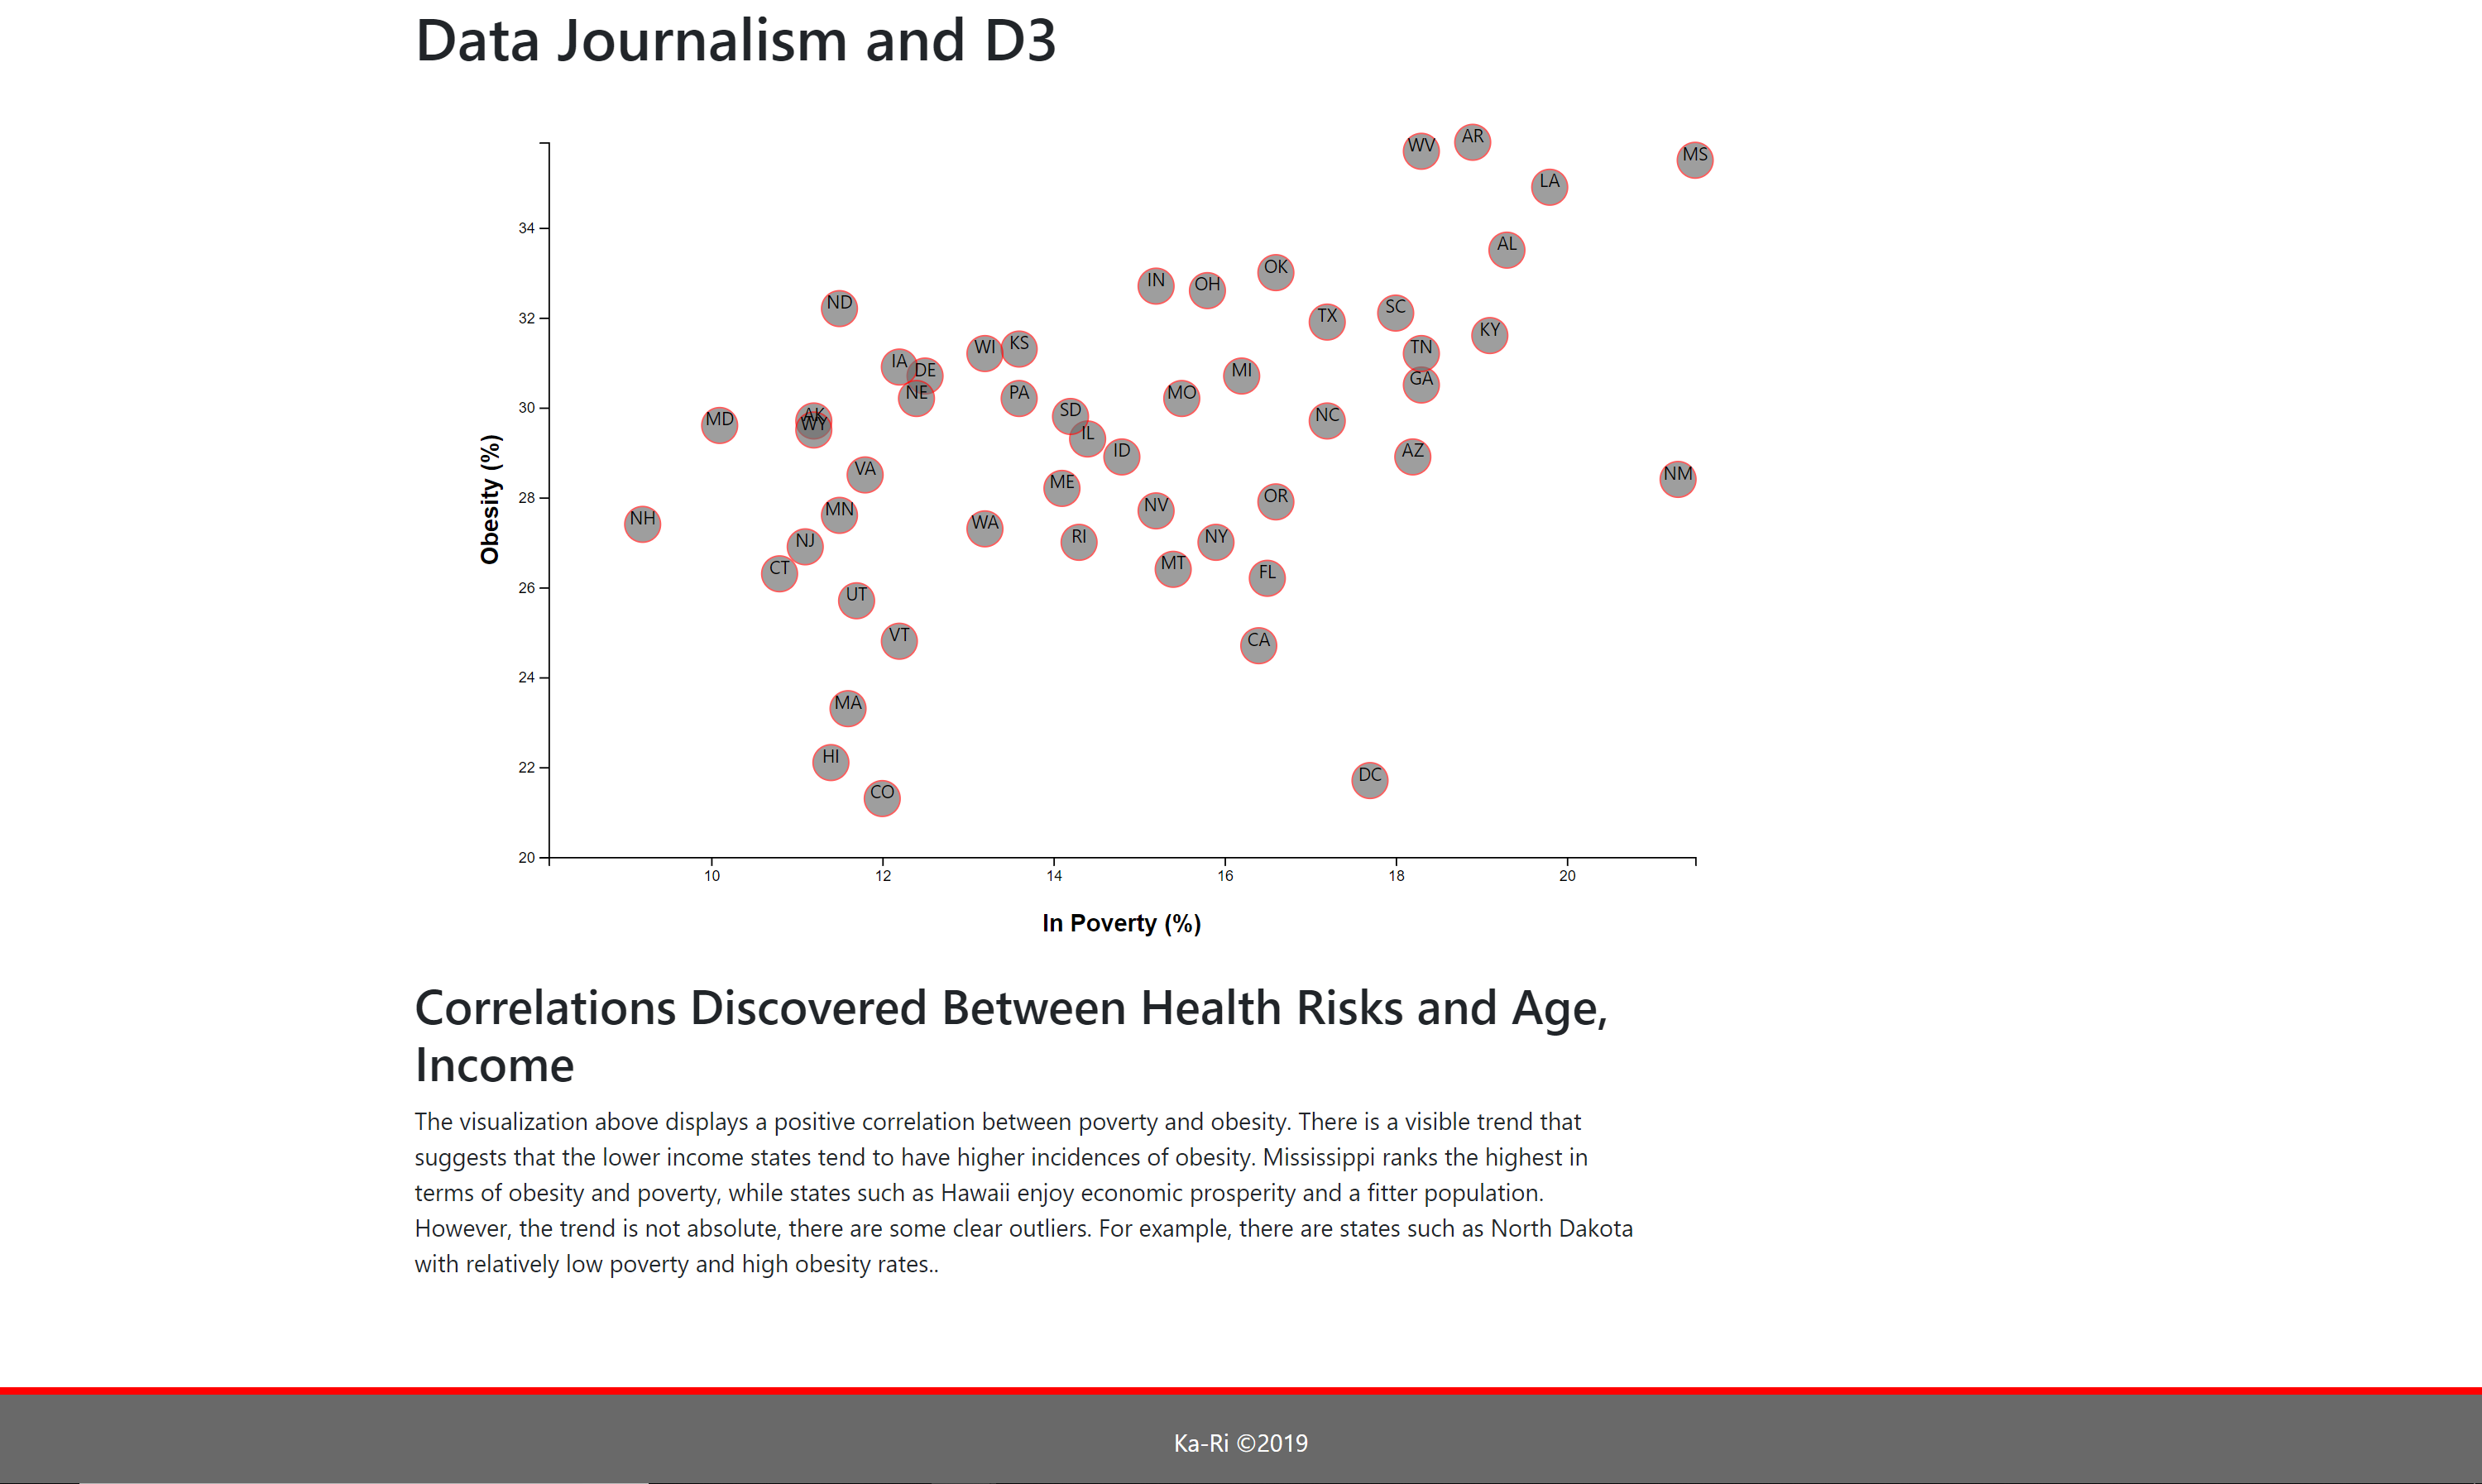 Data Journalism and D3
WV AR MS
LA
34
AL
OK
IN OH
ND
SC
32
TX
KY
WI KS TN
IA DE MI
GA
NE PA MO
30
SD NC
MD AK
WY
IL
ID AZ
VA NM
ME
28
NV OR
MN
NH WA
RI NY
NJ
MT
CT FL
26
UT
VT CA
24
MA
HI
22
DC
CO
20
Obesity (%)
10 12 14 16 18 20
In Poverty (%)
Correlations Discovered Between Health Risks and Age,
Income
The visualization above displays a positive correlation between poverty and obesity. There is a visible trend that
suggests that the lower income states tend to have higher incidences of obesity. Mississippi ranks the highest in
terms of obesity and poverty, while states such as Hawaii enjoy economic prosperity and a fitter population.
However, the trend is not absolute, there are some clear outliers. For example, there are states such as North Dakota
with relatively low poverty and high obesity rates..
Ka-Ri ©2019